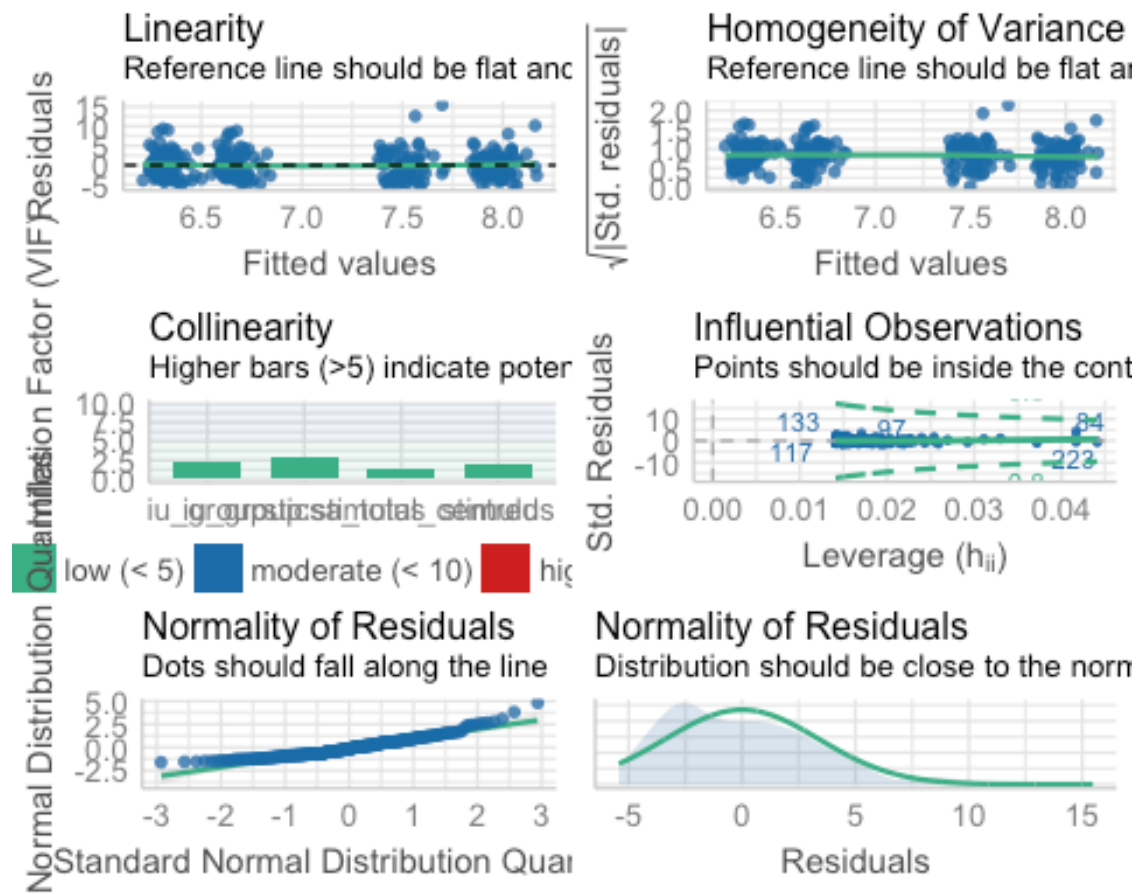 Linearity
Reference line should be flat and
Residuals
15
10
5
0
-5
6.5 7.0 7.5 8.0
Fitted values
Homogeneity of Variance
Reference line should be flat ar
√|Std. residuals|
2.0
1.5
1.0
0.5
0.0
6.5 7.0 7.5 8.0
Fitted values
Collinearity
Higher bars (>5) indicate poter
Factor (VIF)
10.0
7.5
5.0
2.5
0.0
low (< 5) moderate (< 10) hig
Influential Observations
Points should be inside the cont
Std. Residuals
10
0
-10
133 97 84
117 223
0.00 0.01 0.02 0.03 0.04
Leverage (hii)
Normality of Residuals
Dots should fall along the line
Normal Distribution
5.0
2.5
0.0
-2.5
-3 -2 -1 0 1 2 3
Standard Normal Distribution Quar
Normality of Residuals
Distribution should be close to the norm
-5 0 5 10 15
Residuals